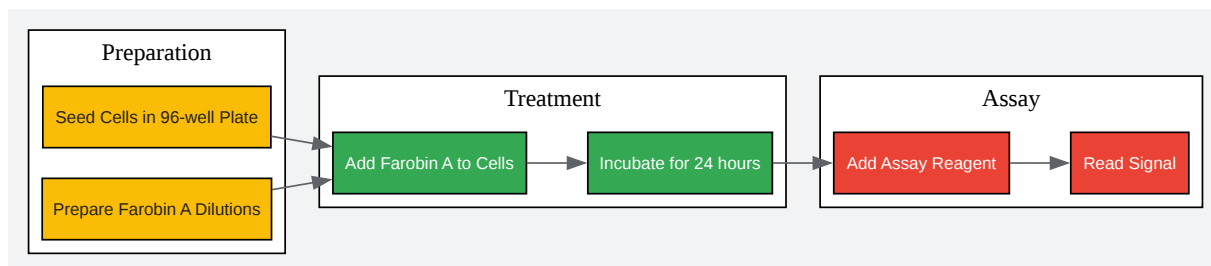 Preparation
Seed Cells in 96-well Plate
Prepare Farobin A Dilutions
Treatment
Add Farobin A to Cells
Incubate for 24 hours
Assay
Add Assay Reagent
Read Signal